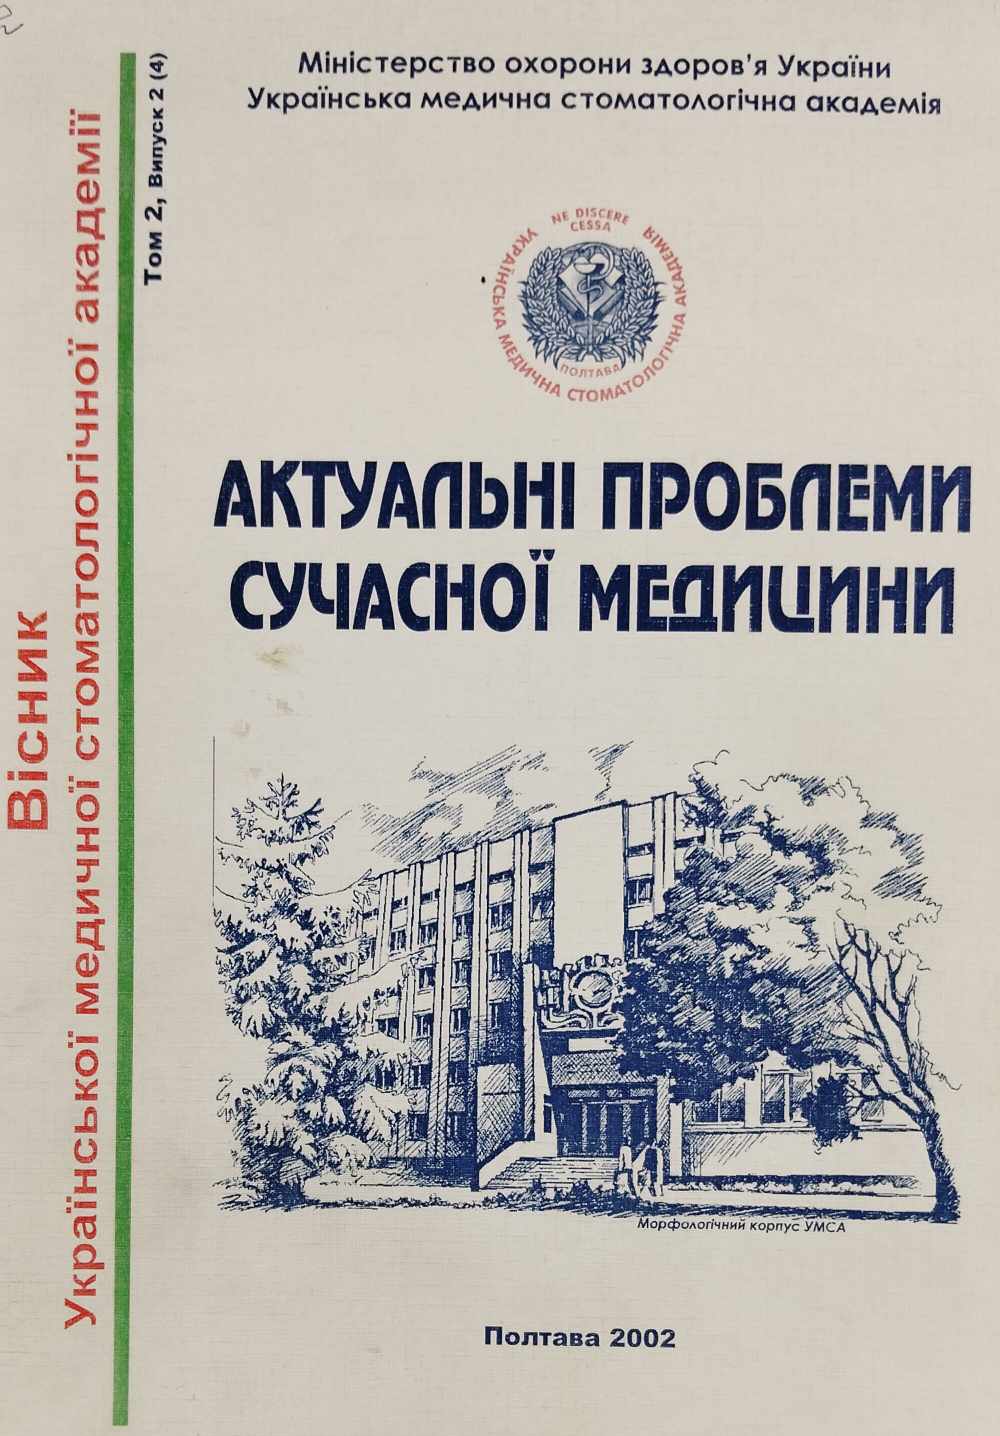 Міністерство охорони здоров'я України
Українська медична стоматологічна академія
Том 2, Випуск 2 (4)
Вісник
Української медичної стоматологічної академії
NE DISCERE
CESSA
УКРАЇНСЬКА МЕДИЧНА СТОМАТОЛОГІЧНА АКАДЕМІЯ
ПОЛТАВА
АКТУАЛЬНІ ПРОБЛЕМИ
СУЧАСНОЇ МЕДИЦИНИ
Морфологічний корпус УМСА
Полтава 2002